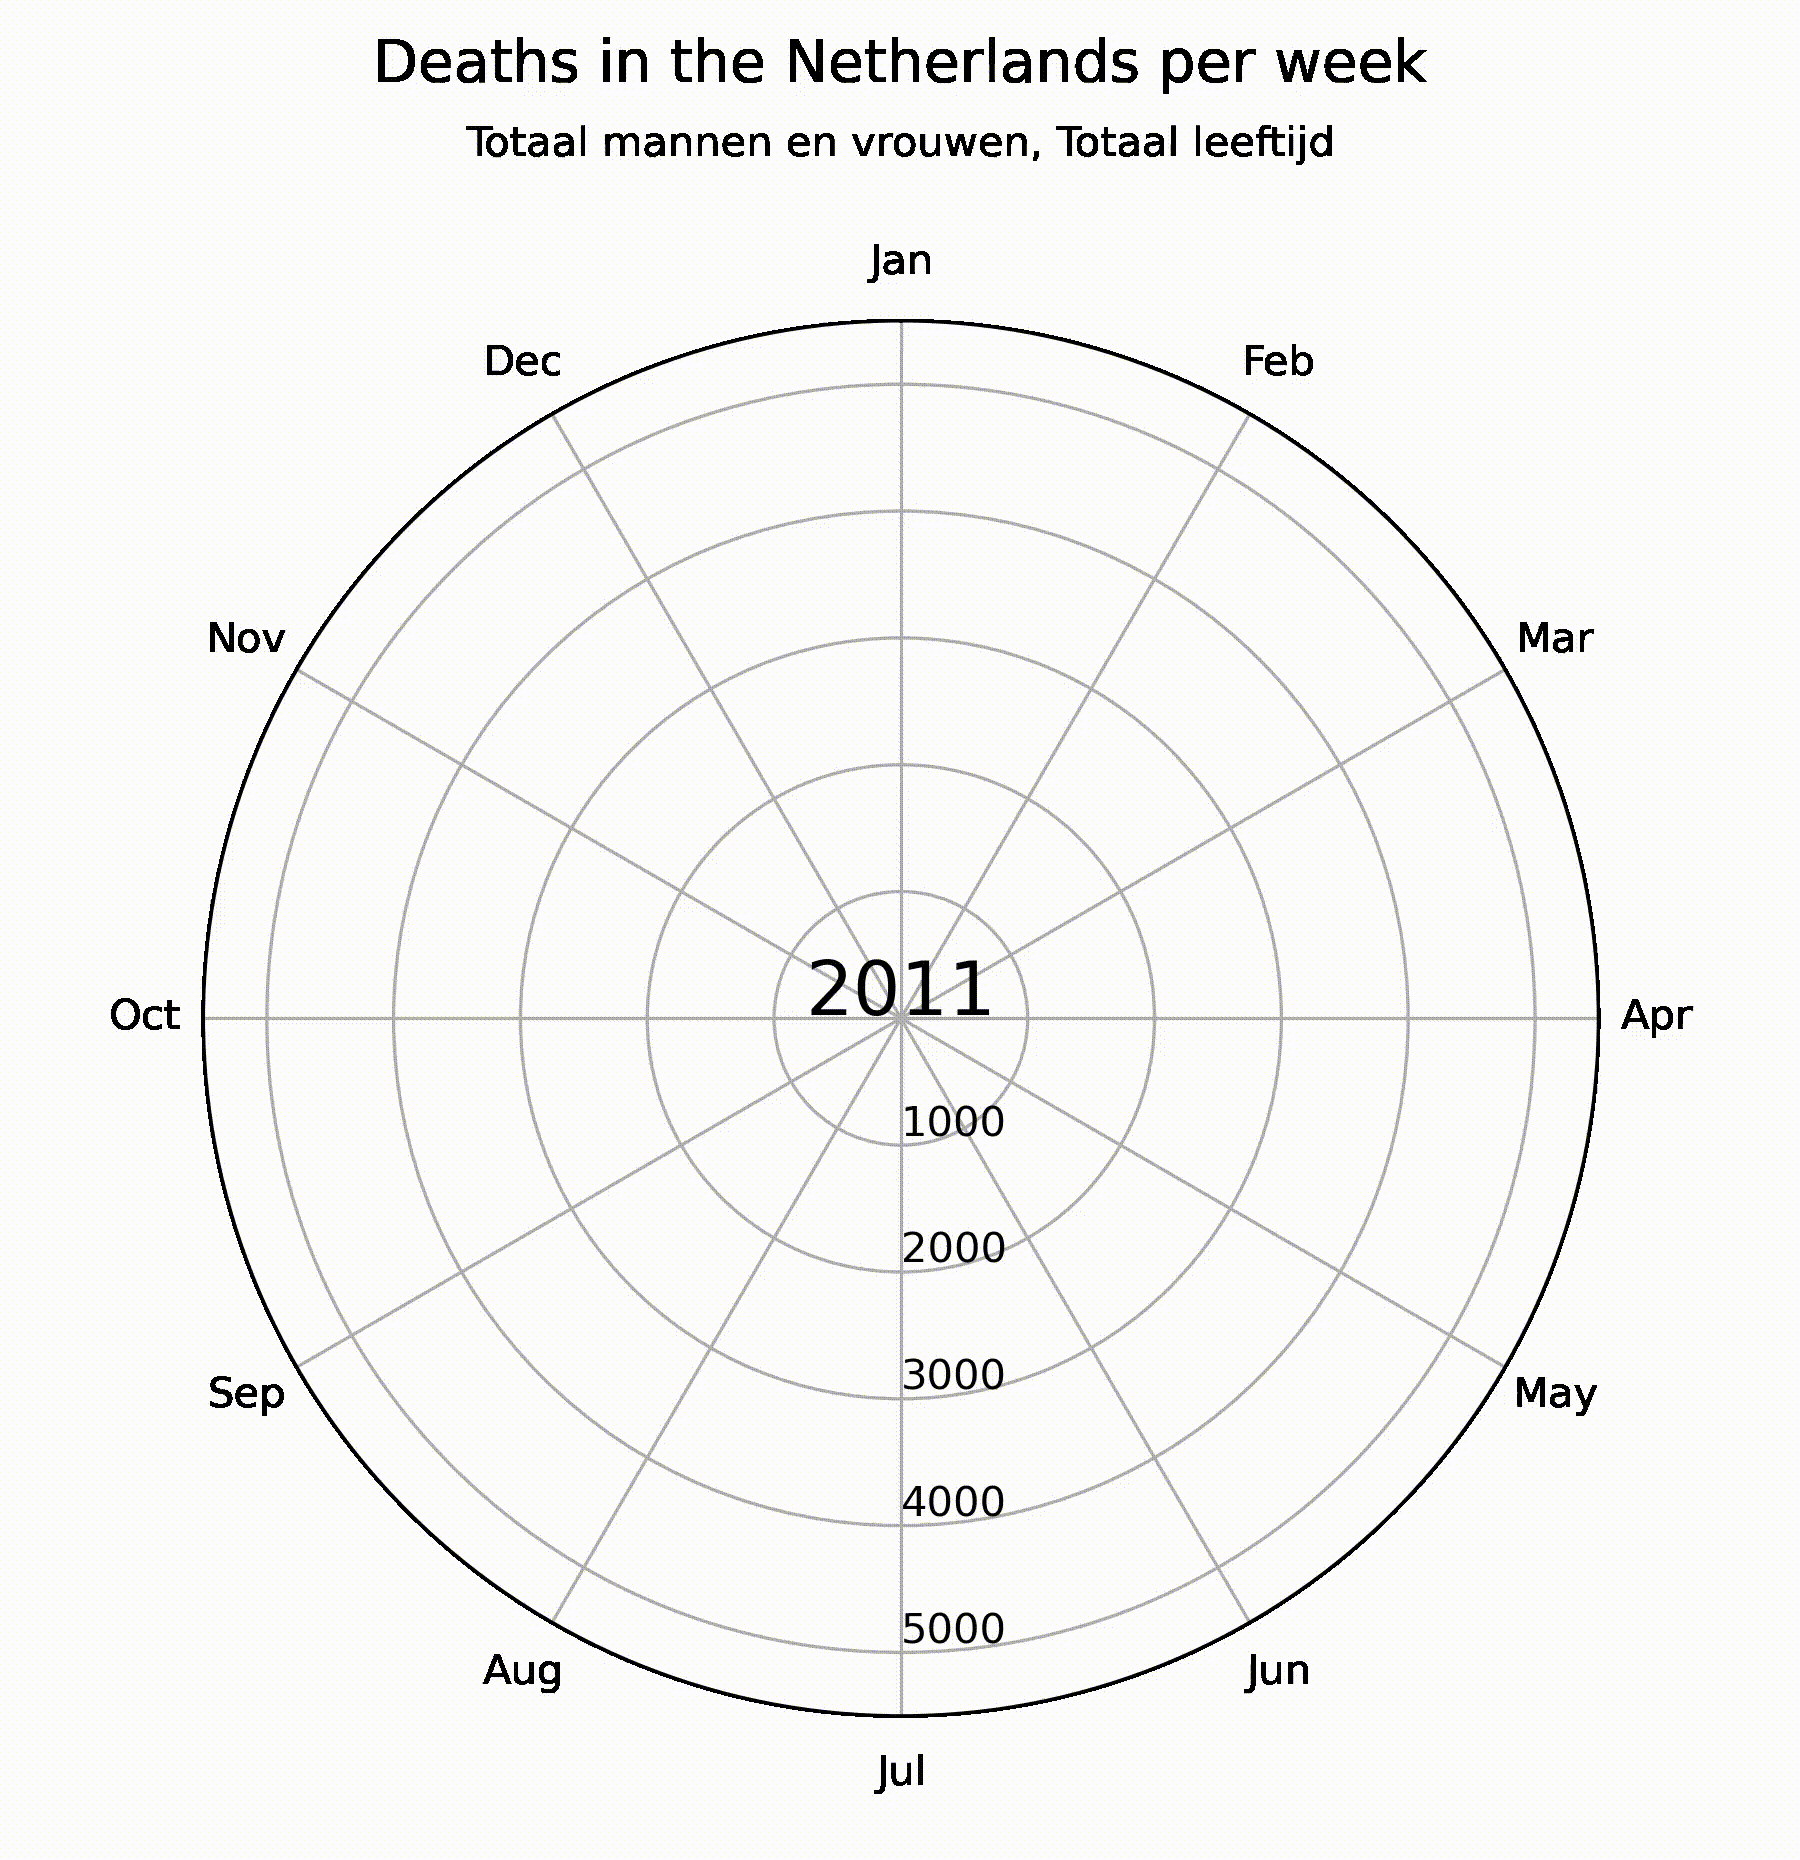 Deaths in the Netherlands per week
Totaal mannen en vrouwen, Totaal leeftijd
Jan
Dec
Feb
Nov
Mar
2011
Oct
Apr
1000
2000
3000
Sep
May
4000
5000
Aug
Jun
Jul